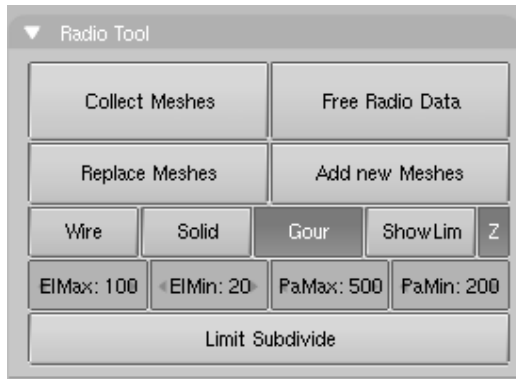 Radio Tool
Collect Meshes Free Radio Data
Replace Meshes Add new Meshes
Wire Solid Gour ShowLim Z
ElMax: 100 ElMin: 20 PaMax: 500 PaMin: 200
Limit Subdivide